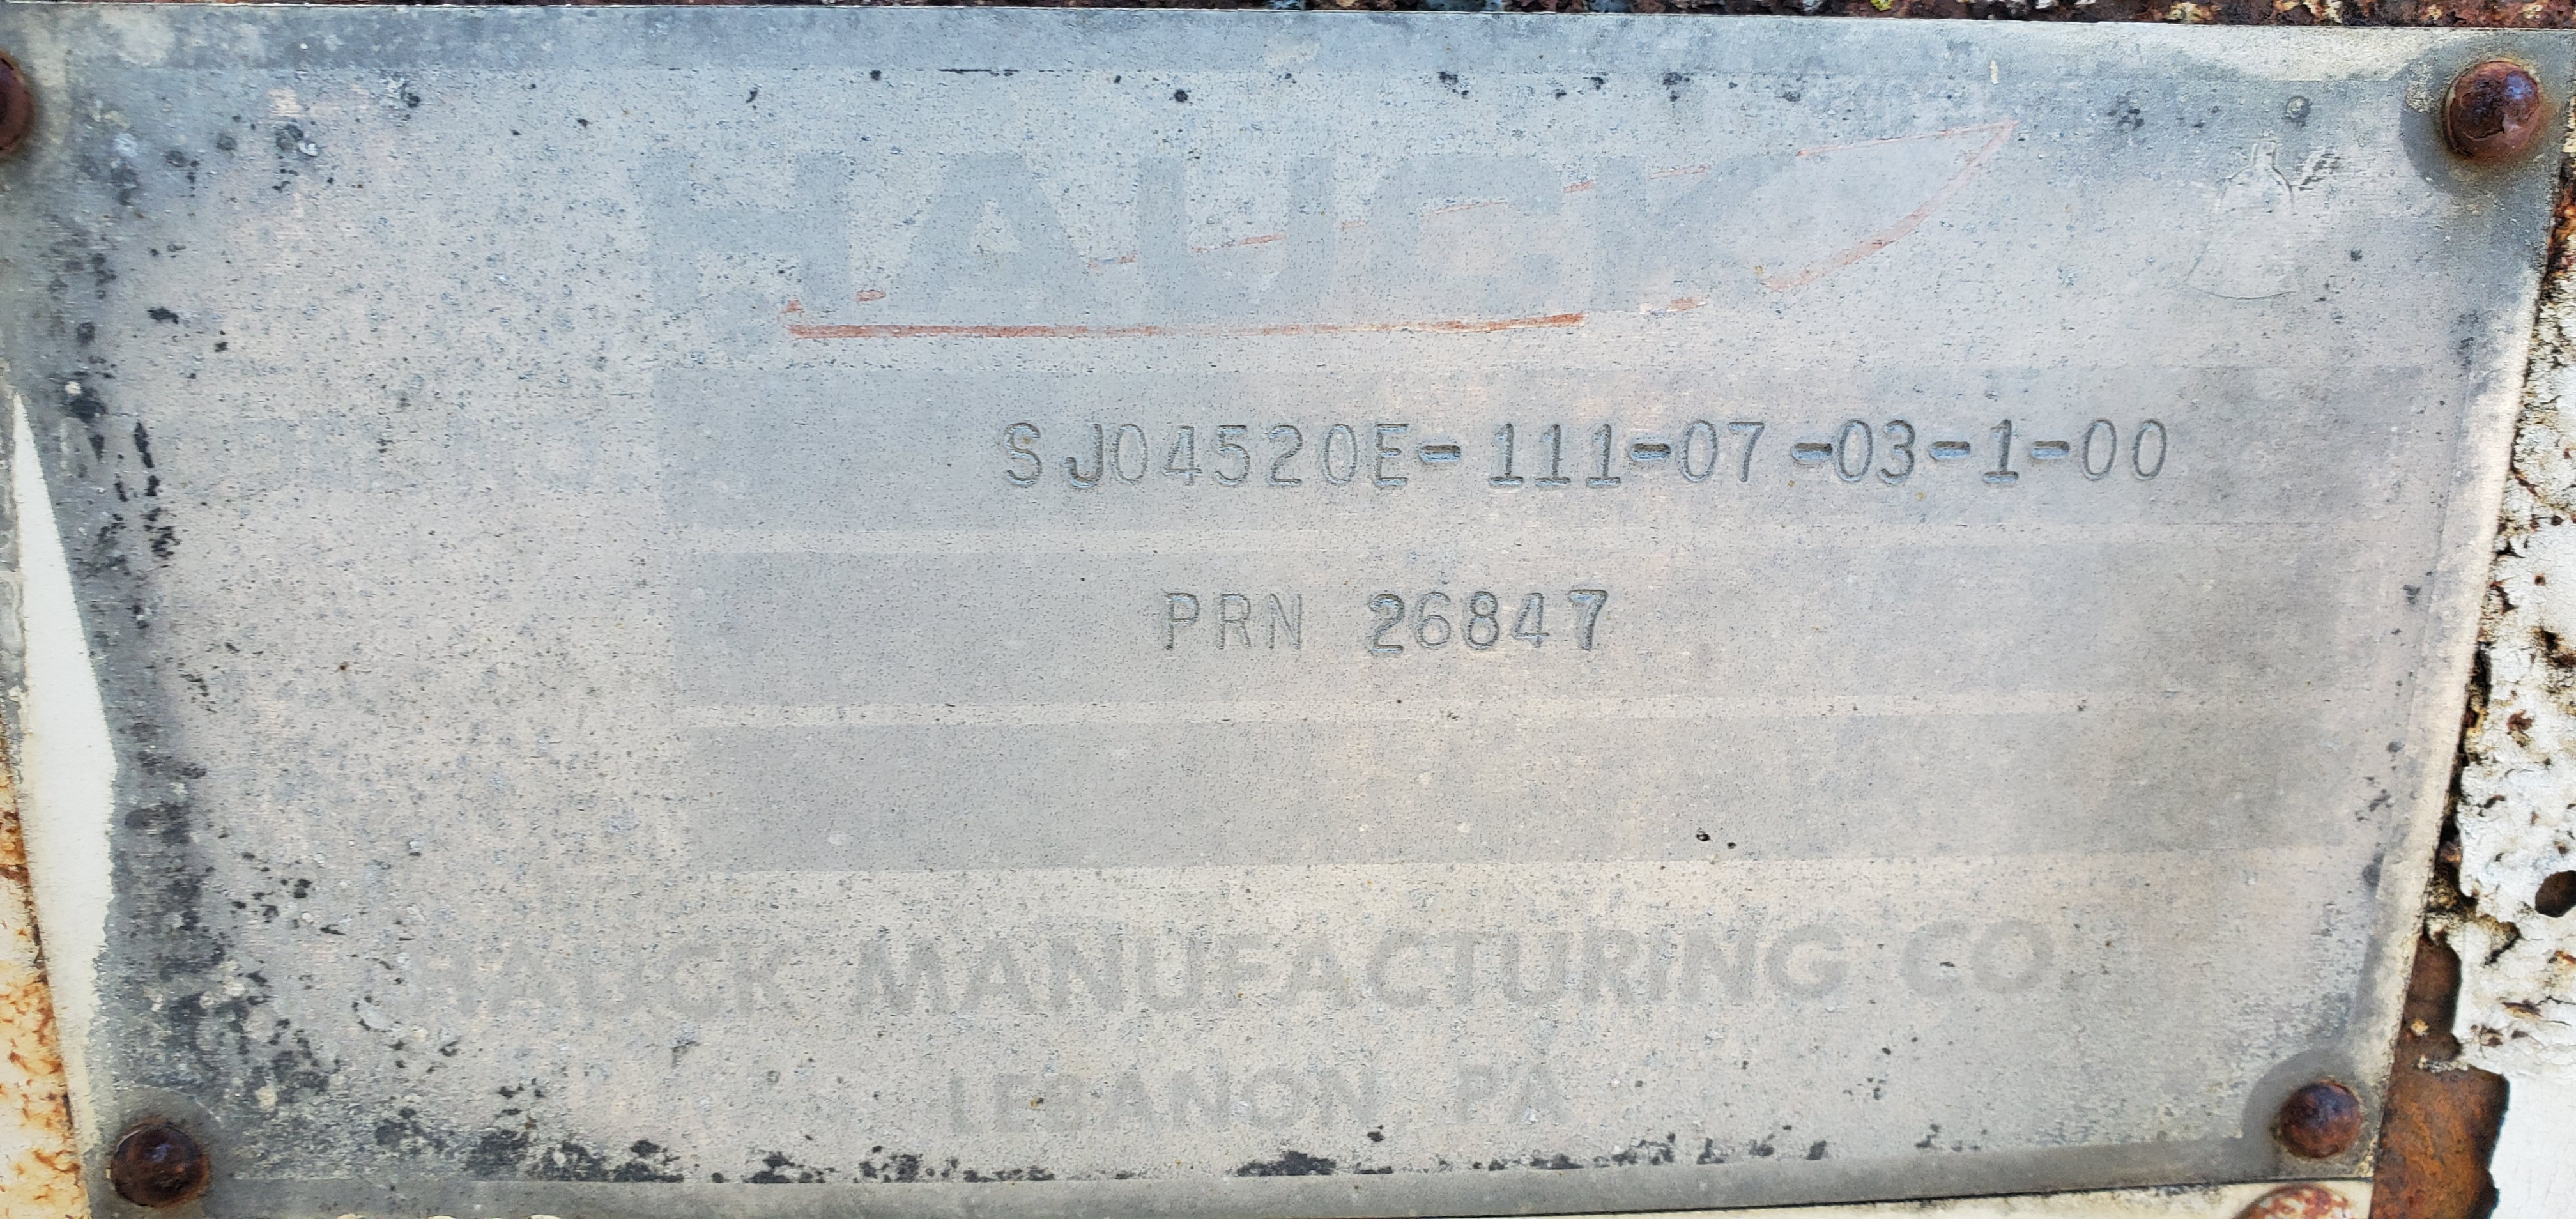 HAUCK
SJ04520E-111-07-03-1-00
PRN 26847
HAUCK MANUFACTURING CO.
LEBANON, PA